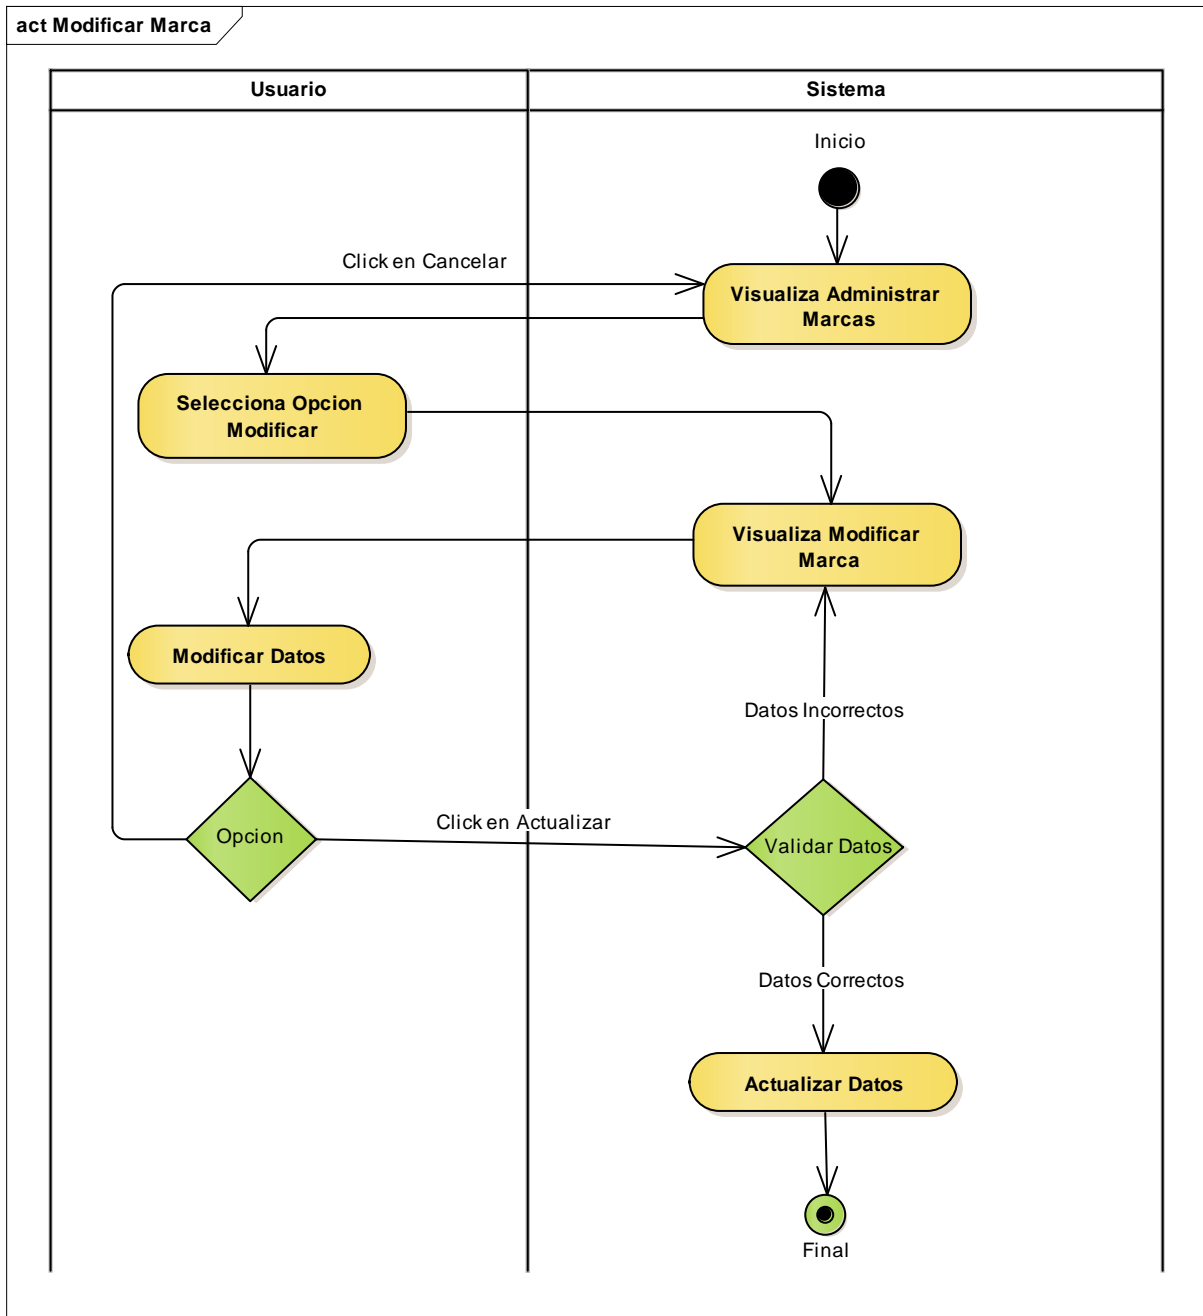 act Modificar Marca
Usuario
Sistema
Inicio
Click en Cancelar
Visualiza Administrar
Marcas
Selecciona Opcion
Modificar
Visualiza Modificar
Marca
Modificar Datos
Datos Incorrectos
Click en Actualizar
Opcion
Validar Datos
Datos Correctos
Actualizar Datos
Final